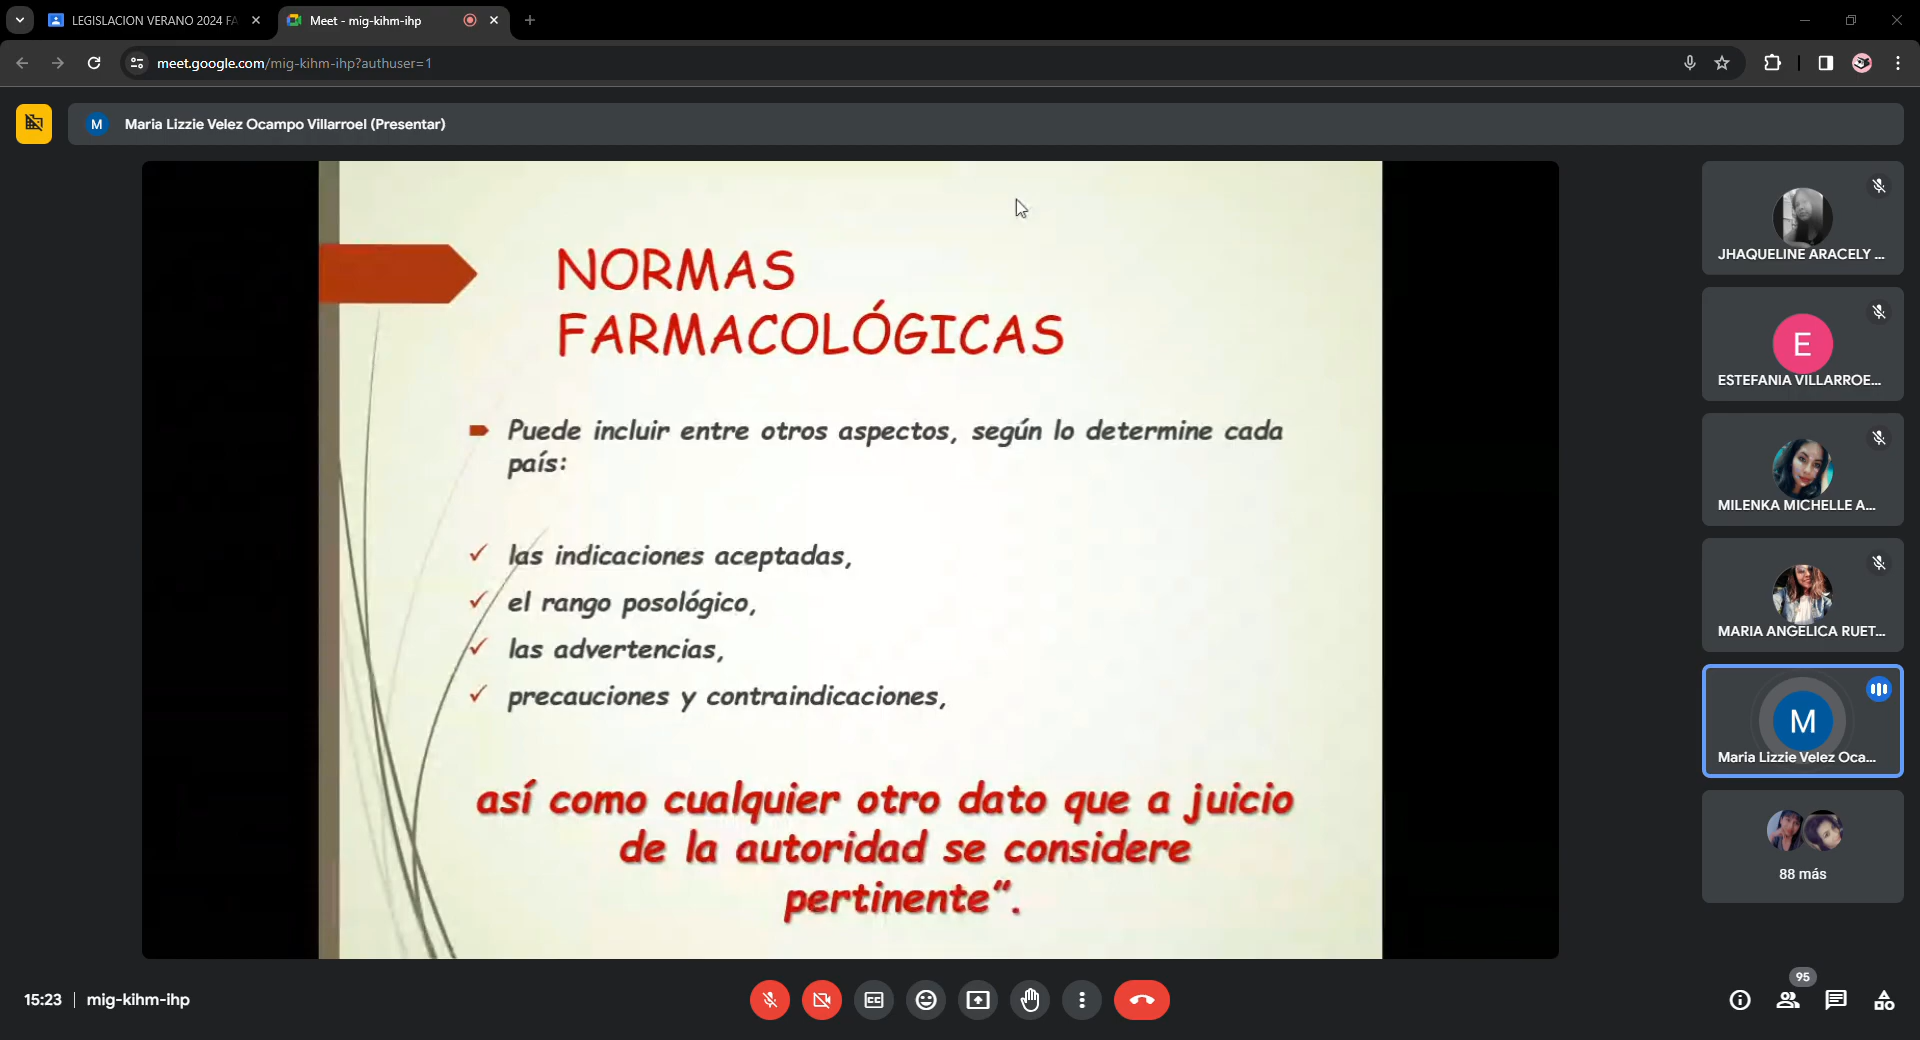 LEGISLACION VERANO 2024 FA
Meet - mig-kihm-ihp
meet.google.com/mig-kihm-ihp?authuser=1
M
Maria Lizzie Velez Ocampo Villarroel (Presentar)
NORMAS
FARMACOLÓGICAS
Puede incluir entre otros aspectos, según lo determine cada
país:
las indicaciones aceptadas,
el rango posológico,
las advertencias,
precauciones y contraindicaciones,
así como cualquier otro dato que a juicio
de la autoridad se considere
pertinente“.
JHAQUELINE ARACELY ...
E
ESTEFANIA VILLARROE...
MILENKA MICHELLE A...
MARIA ANGELICA RUET...
M
Maria Lizzie Velez Oca...
88 más
15:23 | mig-kihm-ihp
CC
95